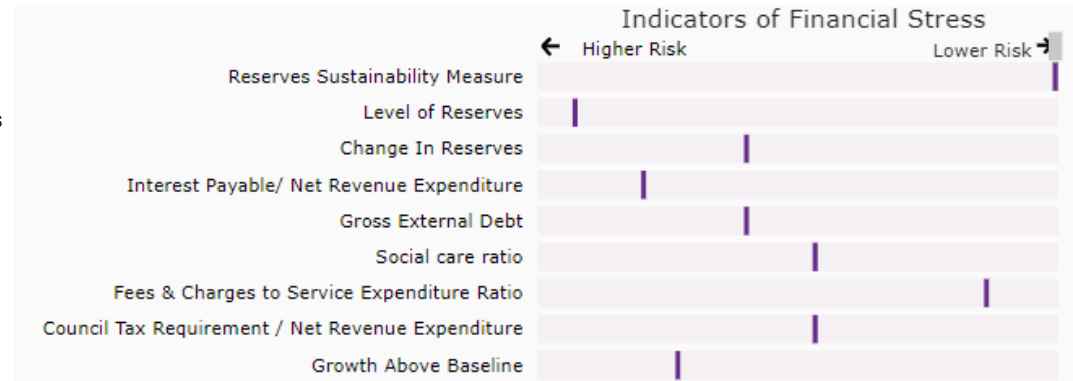 Indicators of Financial Stress
Higher Risk Lower Risk
Reserves Sustainability Measure
s
Level of Reserves
Change In Reserves
Interest Payable/ Net Revenue Expenditure
Gross External Debt
Social care ratio
Fees & Charges to Service Expenditure Ratio
Council Tax Requirement / Net Revenue Expenditure
Growth Above Baseline